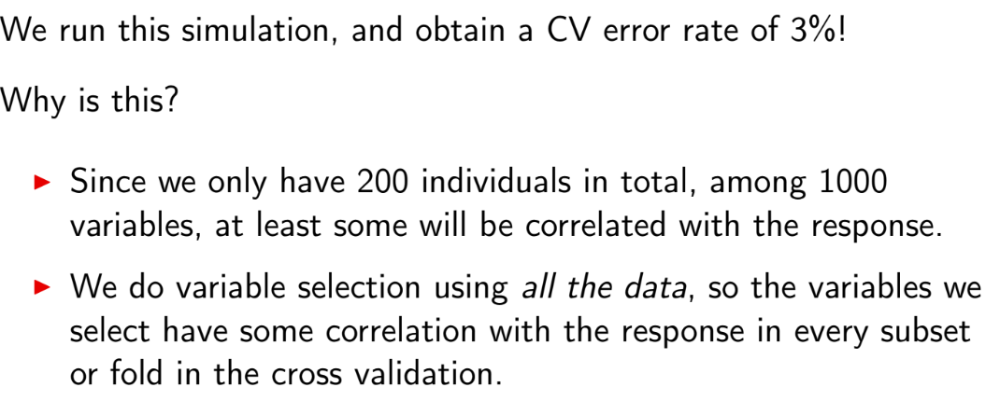 We run this simulation, and obtain a CV error rate of 3%!
Why is this?
▶ Since we only have 200 individuals in total, among 1000
variables, at least some will be correlated with the response.
▶ We do variable selection using all the data, so the variables we
select have some correlation with the response in every subset
or fold in the cross validation.